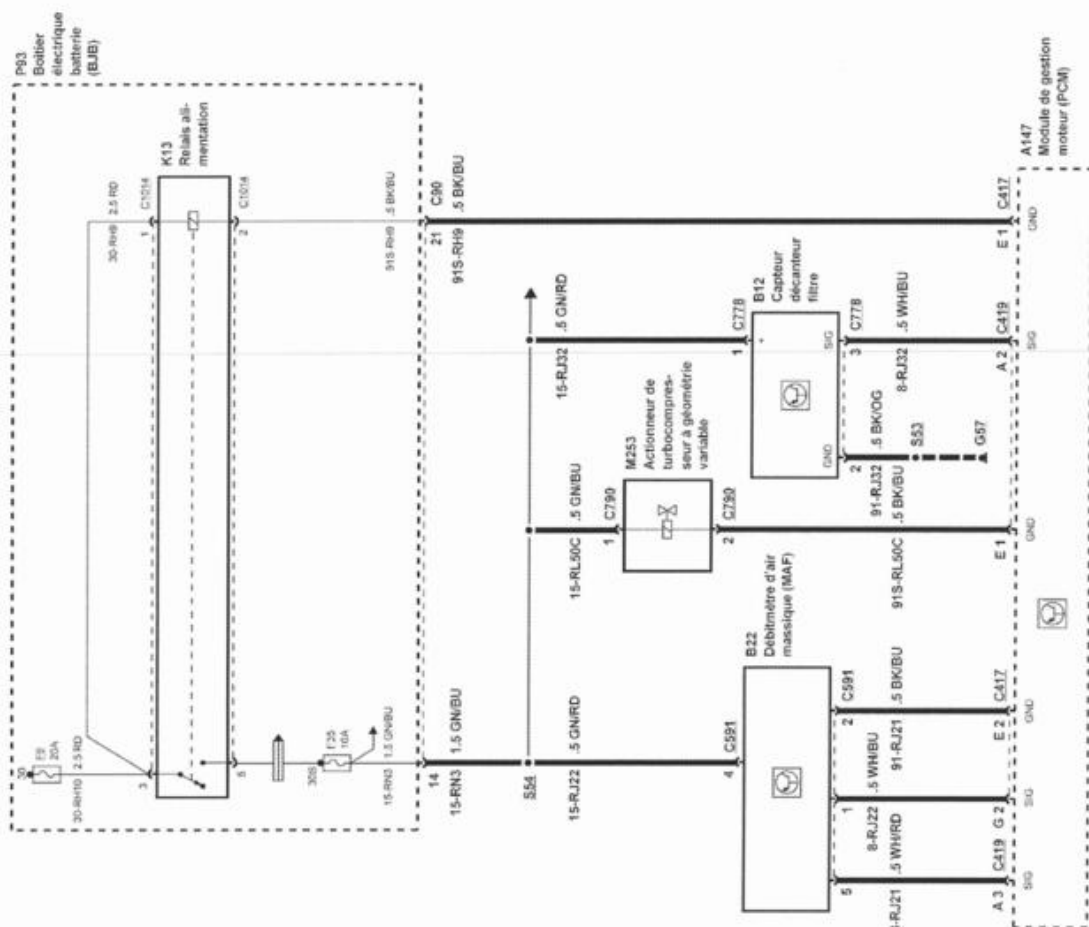 P93
Boîtier
électrique
batterie
(BJB)
K13
Relais ali-
mentation
30
20A
30-RH10 2.5 RD
30-RH9 2.5 RD
3
1
C1014
5
2
C1014
30S
F35
10A
15-RN3 1.5 GN/BU
91S-RH9 .5 BK/BU
14
21
C90
15-RN3 1.5 GN/BU
91S-RH9 .5 BK/BU
S54
15-RJ22 .5 GN/RD
15-RL50C .5 GN/BU
15-RJ32 .5 GN/RD
4
C591
B22
Débitmètre d'air
massique (MAF)
1
C790
M253
Actionneur de
turbocompres-
seur à géométrie
variable
2
C790
1
C778
B12
Capteur
décanteur
filtre
+
GND
SIG
2
3
C778
91-RJ32 .5 BK/OG
8-RJ32 .5 WH/BU
S53
G57
91S-RL50C .5 BK/BU
5
1
2
C591
-RJ21 .5 WH/RD
8-RJ22 .5 WH/BU
91-RJ21 .5 BK/BU
A 3
C419
G 2
E 2
C417
E 1
A 2
C419
E 1
C417
SIG
SIG
GND
GND
SIG
GND
A147
Module de gestion
moteur (PCM)